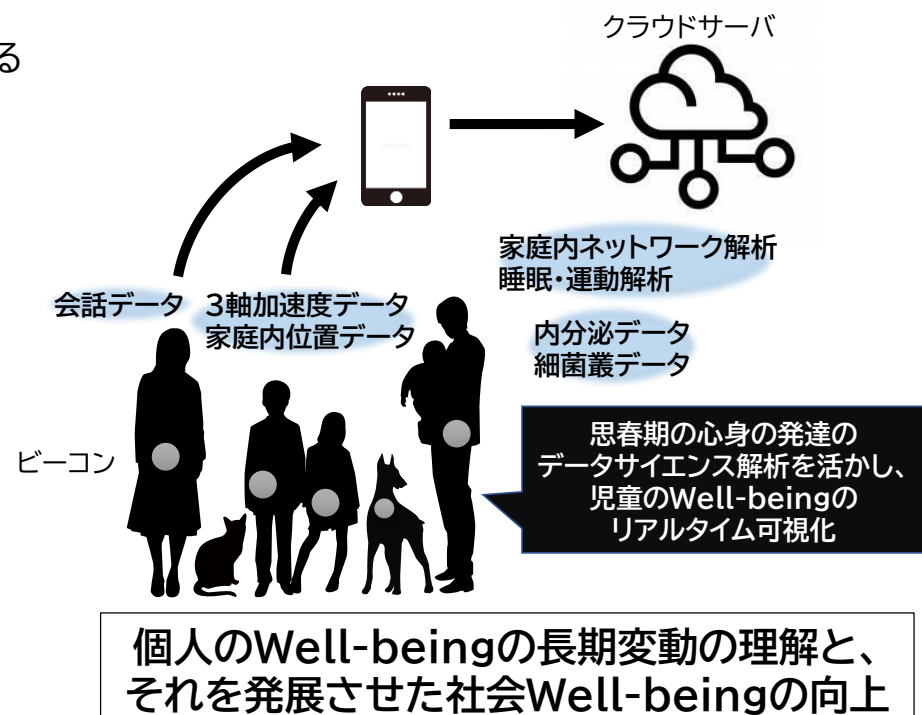 る
クラウドサーバ
家庭内ネットワーク解析
睡眠・運動解析
会話データ
3軸加速度データ
家庭内位置データ
内分泌データ
細菌叢データ
ビーコン
思春期の心身の発達の
データサイエンス解析を活かし、
児童のWell-beingの
リアルタイム可視化
個人のWell-beingの長期変動の理解と、
それを発展させた社会Well-beingの向上